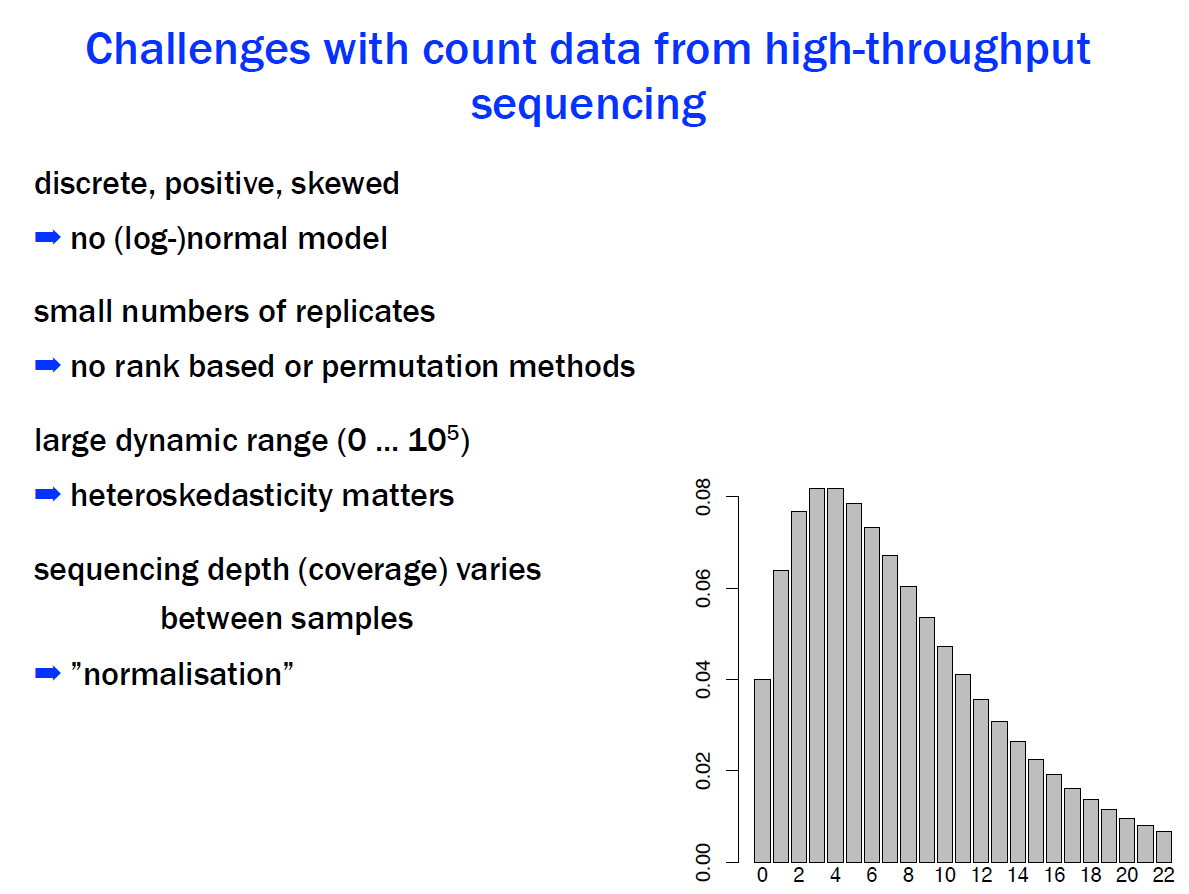 Challenges with count data from high-throughput
sequencing
discrete, positive, skewed
➡ no (log-)normal model
small numbers of replicates
➡ no rank based or permutation methods
large dynamic range (0 ... 10⁵)
➡ heteroskedasticity matters
sequencing depth (coverage) varies
between samples
➡ ”normalisation”
0.08
0.06
0.04
0.02
0.00
0 2 4 6 8 10 12 14 16 18 20 22